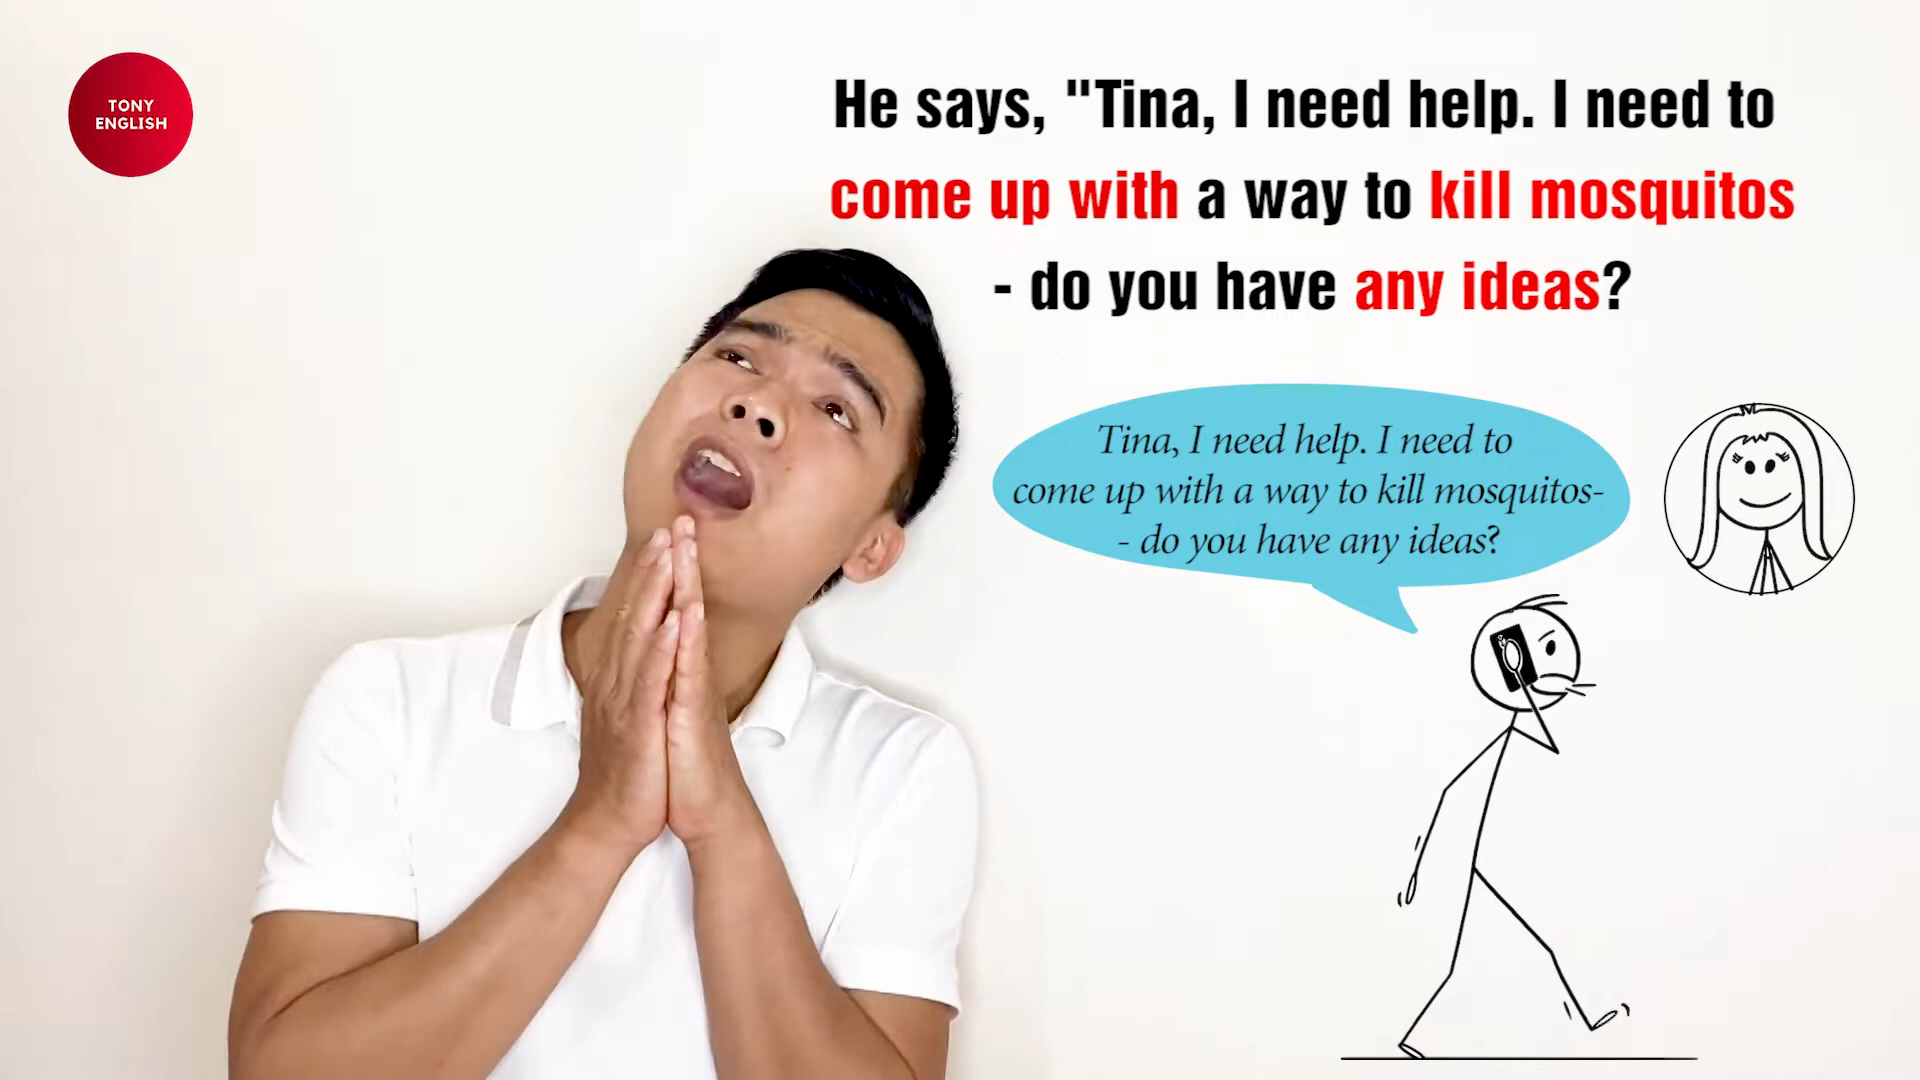 TONY
ENGLISH
He says, "Tina, I need help. I need to
come up with a way to kill mosquitos
- do you have any ideas?
Tina, I need help. I need to
come up with a way to kill mosquitos-
- do you have any ideas?